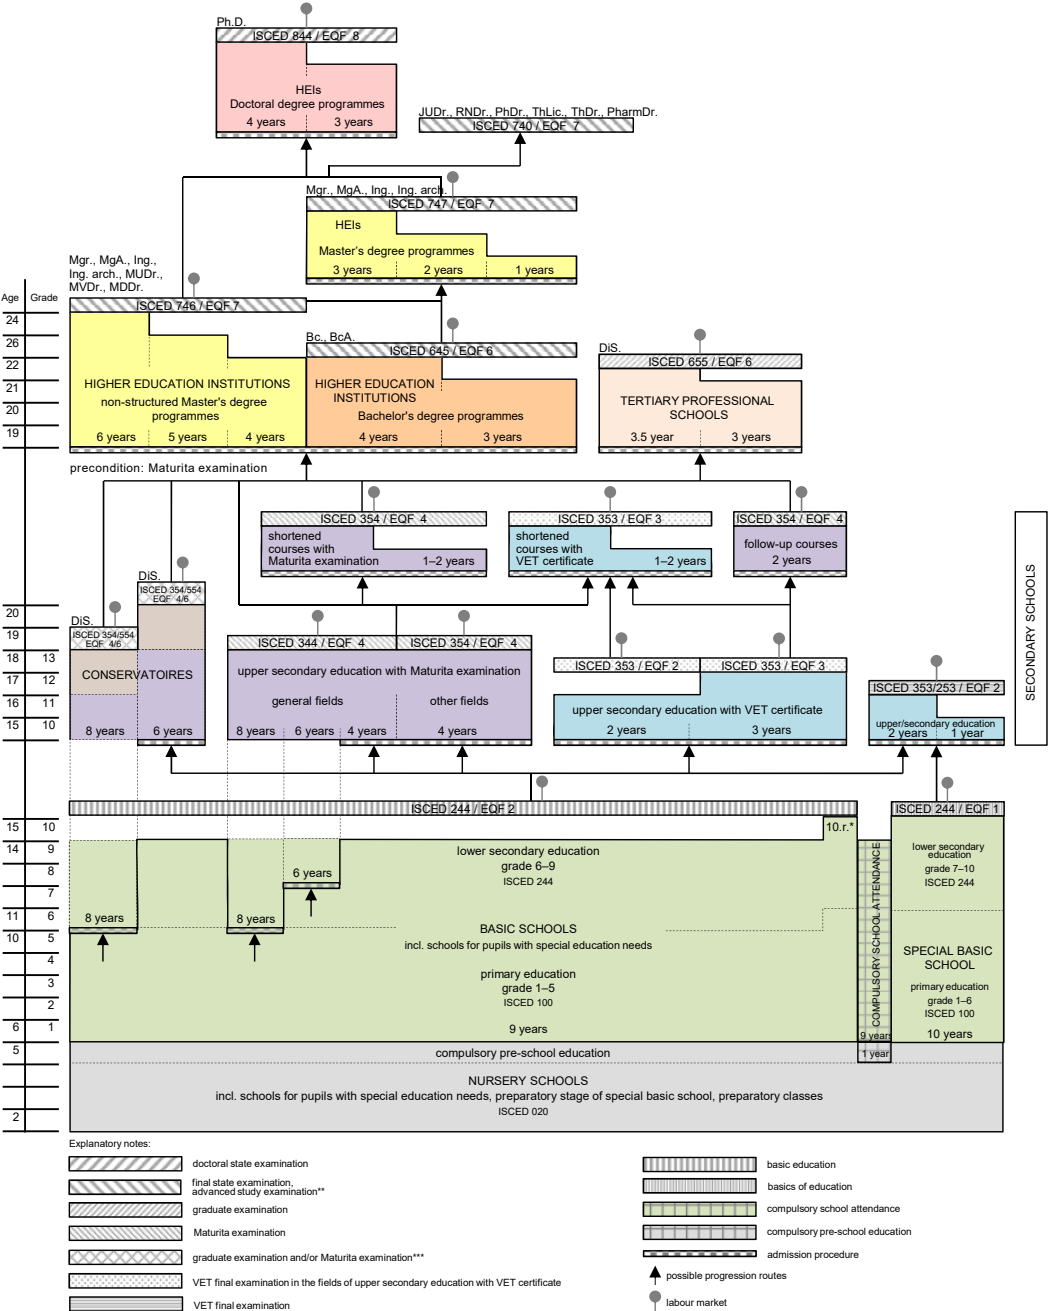 Ph.D.
ISCED 844 / EQF 8
HEIs
Doctoral degree programmes
4 years
3 years
JUDr., RNDr., PhDr., ThLic., ThDr., PharmDr.
ISCED 740 / EQF 7
Mgr., MgA., Ing., Ing. arch.
ISCED 747 / EQF 7
HEIs
Master's degree programmes
3 years
2 years
1 years
Mgr., MgA., Ing.,
Ing. arch., MUDr.,
MVDr., MDDr.
ISCED 746 / EQF 7
Age
Grade
24
26
22
21
20
19
HIGHER EDUCATION INSTITUTIONS
non-structured Master's degree
programmes
6 years
5 years
4 years
Bc., BcA.
ISCED 645 / EQF 6
HIGHER EDUCATION
INSTITUTIONS
Bachelor's degree programmes
4 years
3 years
DiS.
ISCED 655 / EQF 6
TERTIARY PROFESSIONAL
SCHOOLS
3.5 year
3 years
precondition: Maturita examination
ISCED 354 / EQF 4
shortened
courses with
Maturita examination
1–2 years
ISCED 353 / EQF 3
shortened
courses with
VET certificate
1–2 years
ISCED 354 / EQF 4
follow-up courses
2 years
SECONDARY SCHOOLS
DiS.
ISCED 354/554
EQF 4/6
DiS.
ISCED 354/554
EQF 4/6
CONSERVATOIRES
8 years
6 years
20
19
18 13
17 12
16 11
15 10
ISCED 344 / EQF 4
ISCED 354 / EQF 4
upper secondary education with Maturita examination
general fields
other fields
8 years
6 years
4 years
4 years
ISCED 353 / EQF 2
ISCED 353 / EQF 3
upper secondary education with VET certificate
2 years
3 years
ISCED 353/253 / EQF 2
upper/secondary education
2 years
1 year
ISCED 244 / EQF 2
ISCED 244 / EQF 1
15 10
14 9
8
7
11 6
10 5
4
3
2
6 1
5
2
10.r.*
lower secondary education
grade 6–9
ISCED 244
6 years
8 years
8 years
BASIC SCHOOLS
incl. schools for pupils with special education needs
primary education
grade 1–5
ISCED 100
9 years
COMPULSORY SCHOOL ATTENDANCE
9 years
1 year
lower secondary
education
grade 7–10
ISCED 244
SPECIAL BASIC
SCHOOL
primary education
grade 1–6
ISCED 100
10 years
compulsory pre-school education
NURSERY SCHOOLS
incl. schools for pupils with special education needs, preparatory stage of special basic school, preparatory classes
ISCED 020
Explanatory notes:
doctoral state examination
final state examination,
advanced study examination**
graduate examination
Maturita examination
graduate examination and/or Maturita examination***
VET final examination in the fields of upper secondary education with VET certificate
VET final examination
basic education
basics of education
compulsory school attendance
compulsory pre-school education
admission procedure
possible progression routes
labour market